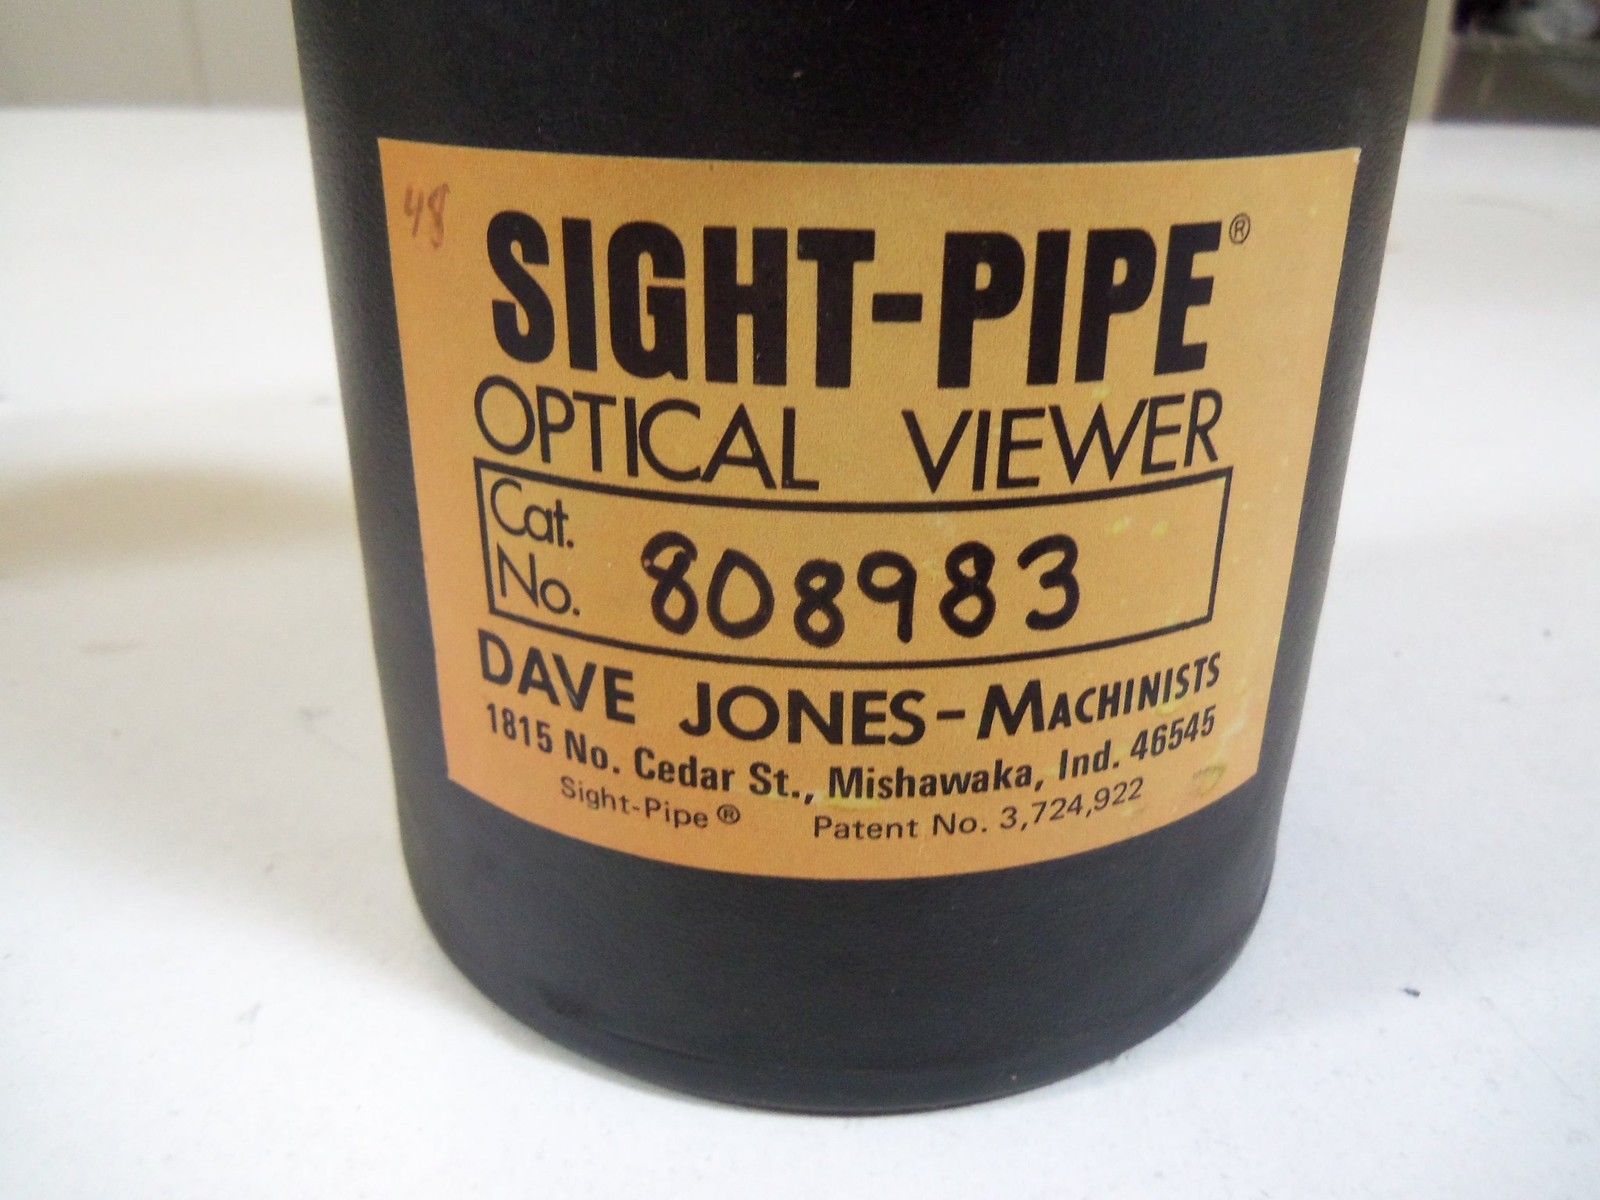 48
SIGHT-PIPE®
OPTICAL VIEWER
Cat.
No. 808983
DAVE JONES-MACHINISTS
1815 No. Cedar St., Mishawaka, Ind. 46545
Sight-Pipe® Patent No. 3,724,922